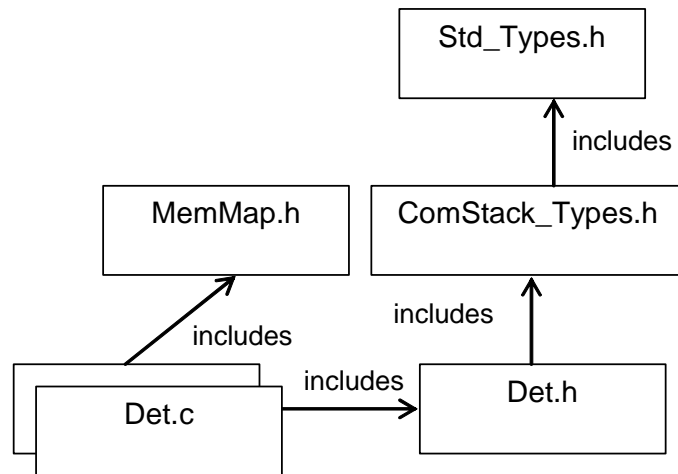 Std_Types.h
includes
MemMap.h
ComStack_Types.h
includes
includes
includes
Det.c
Det.h